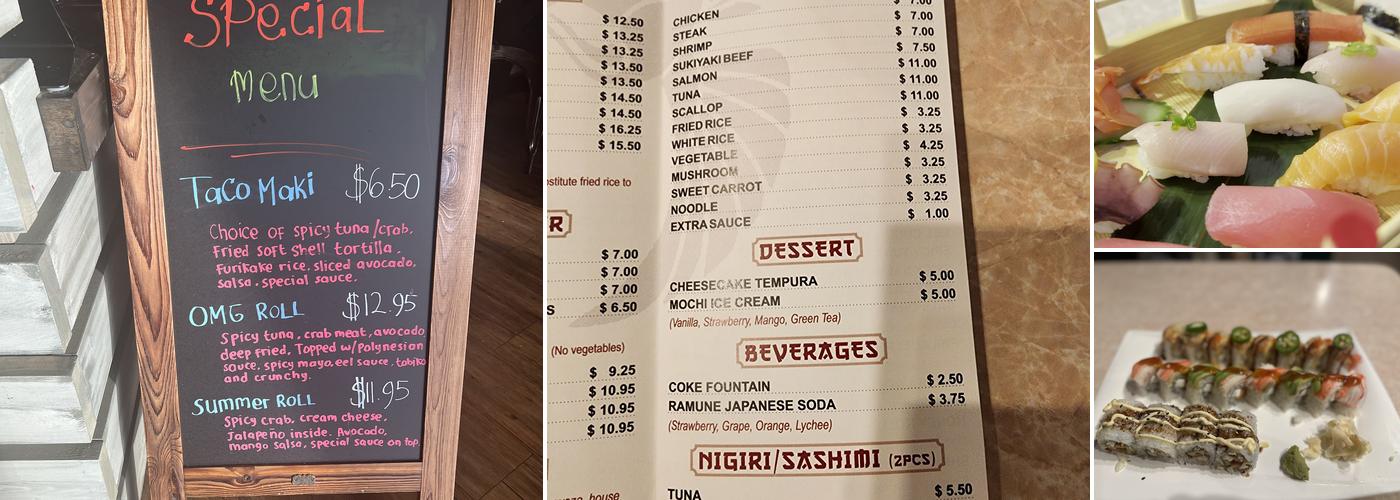 Special
Menu
Taco Maki $6.50
Choice of spicy tuna/crab.
Fried soft shell tortilla.
Furikake rice, sliced avocado,
salsa. special sauce.
OMG ROLL $12.95
Spicy tuna, crab meat, avocado
deep fried, Topped w/Polynesian
sauce, spicy mayo, eel sauce, tobiko
and crunchy.
Summer ROLL $11.95
Spicy crab, cream cheese,
Jalapeño inside. Avocado,
mango salsa, special sauce on top.
$ 12.50
$ 13.25
$ 13.25
$ 13.50
$ 13.50
$ 14.50
$ 14.50
$ 16.25
$ 15.50
stitute fried rice to
R
$ 7.00
$ 7.00
$ 7.00
S $ 6.50
(No vegetables)
$ 9.25
$ 10.95
$ 10.95
$ 10.95
house
CHICKEN 7.00
STEAK $ 7.00
SHRIMP $ 7.00
SUKIYAKI BEEF $ 7.50
SALMON $ 11.00
TUNA $ 11.00
SCALLOP $ 11.00
FRIED RICE $ 3.25
WHITE RICE $ 3.25
VEGETABLE $ 4.25
MUSHROOM $ 3.25
SWEET CARROT $ 3.25
NOODLE $ 3.25
EXTRA SAUCE $ 1.00
DESSERT
CHEESECAKE TEMPURA $ 5.00
MOCHI ICE CREAM $ 5.00
(Vanilla, Strawberry, Mango, Green Tea)
BEVERAGES
COKE FOUNTAIN $ 2.50
RAMUNE JAPANESE SODA $ 3.75
(Strawberry, Grape, Orange, Lychee)
NIGIRI/SASHIMI (2PCS)
TUNA $ 5.50